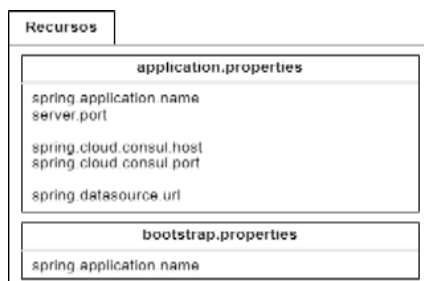 Recursos
application.properties
spring.application.name
server.port
spring.cloud.consul.host
spring.cloud.consul.port
spring.datasource.url
bootstrap.properties
spring.application.name